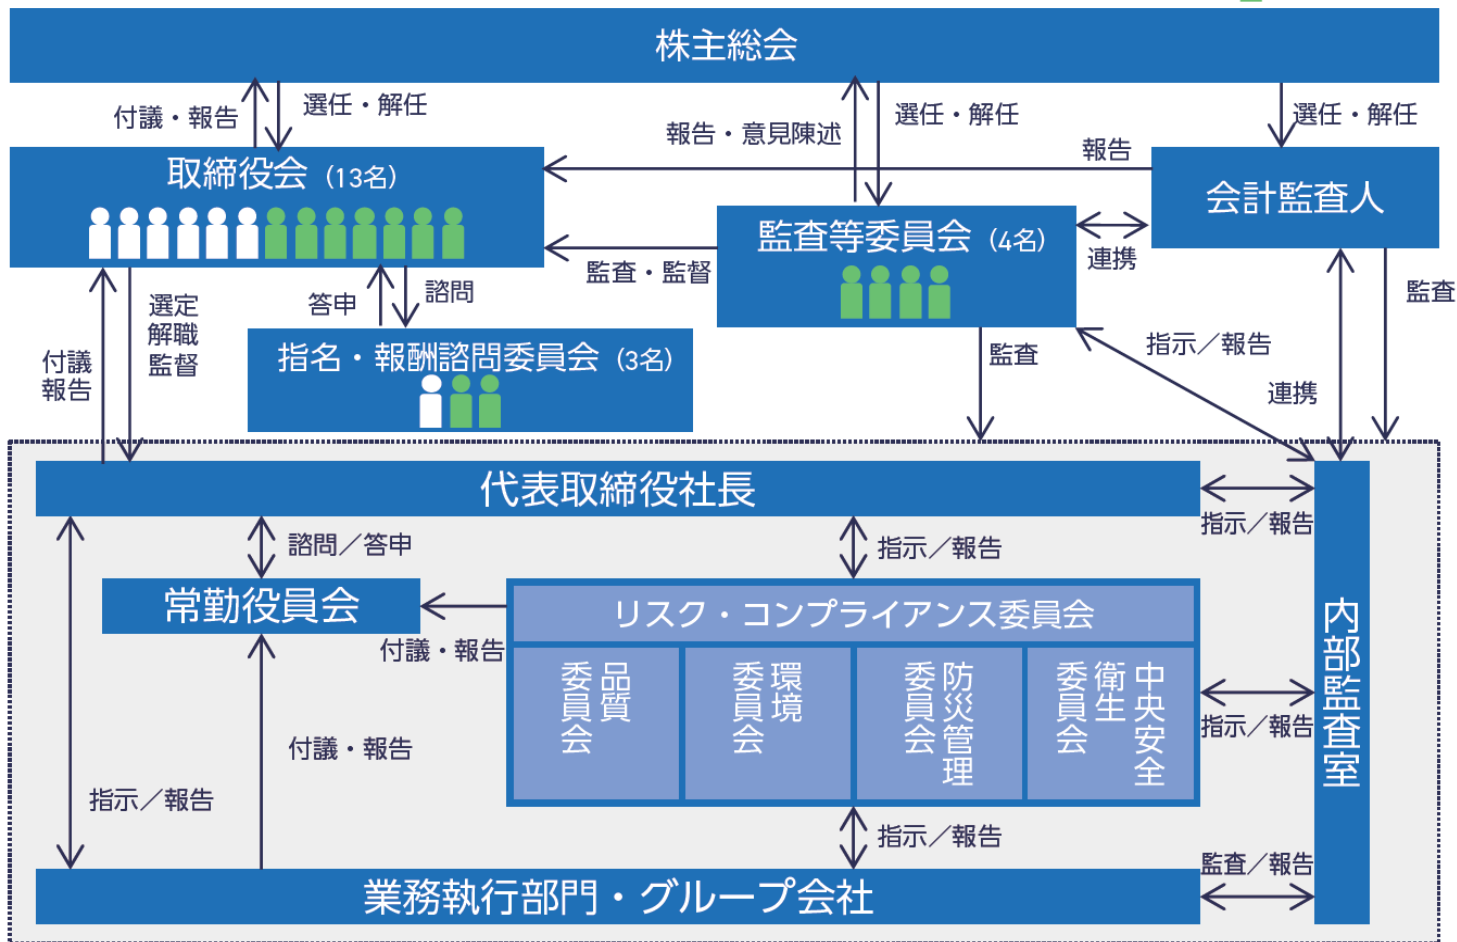 株主総会
付議・報告
選任・解任
報告・意見陳述
選任・解任
選任・解任
取締役会（13名）
報告
会計監査人
監査等委員会（4名）
監査・監督
連携
監査
選定
解職
監督
答申
諮問
付議
報告
指名・報酬諮問委員会（3名）
監査
指示／報告
連携
代表取締役社長
指示／報告
諮問／答申
指示／報告
常勤役員会
付議・報告
リスク・コンプライアンス委員会
品質
委員会
環境
委員会
防災管理
委員会
中央安全
衛生
委員会
内部監査室
指示／報告
付議・報告
指示／報告
指示／報告
監査／報告
業務執行部門・グループ会社